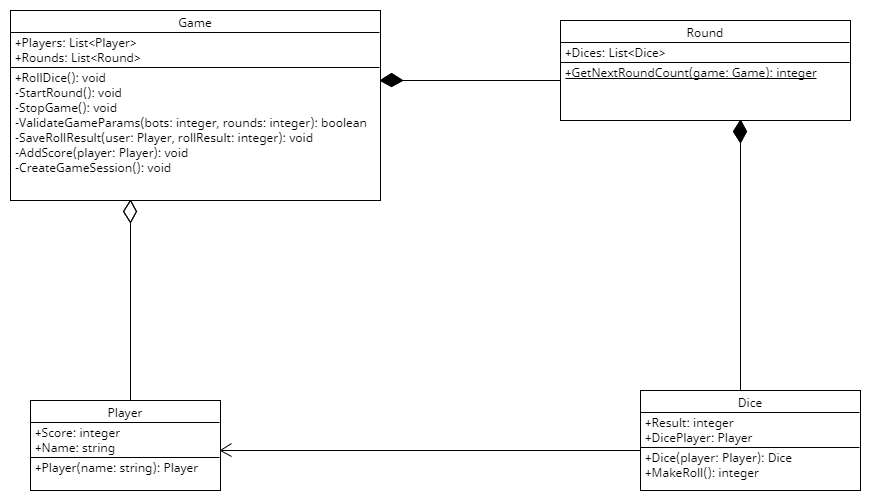 Game
+Players: List<Player>
+Rounds: List<Round>
+RollDice(): void
-StartRound(): void
-StopGame(): void
-ValidateGameParams(bots: integer, rounds: integer): boolean
-SaveRollResult(user: Player, rollResult: integer): void
-AddScore(player: Player): void
-CreateGameSession(): void
Round
+Dices: List<Dice>
+GetNextRoundCount(game: Game): integer
Player
+Score: integer
+Name: string
+Player(name: string): Player
Dice
+Result: integer
+DicePlayer: Player
+Dice(player: Player): Dice
+MakeRoll(): integer